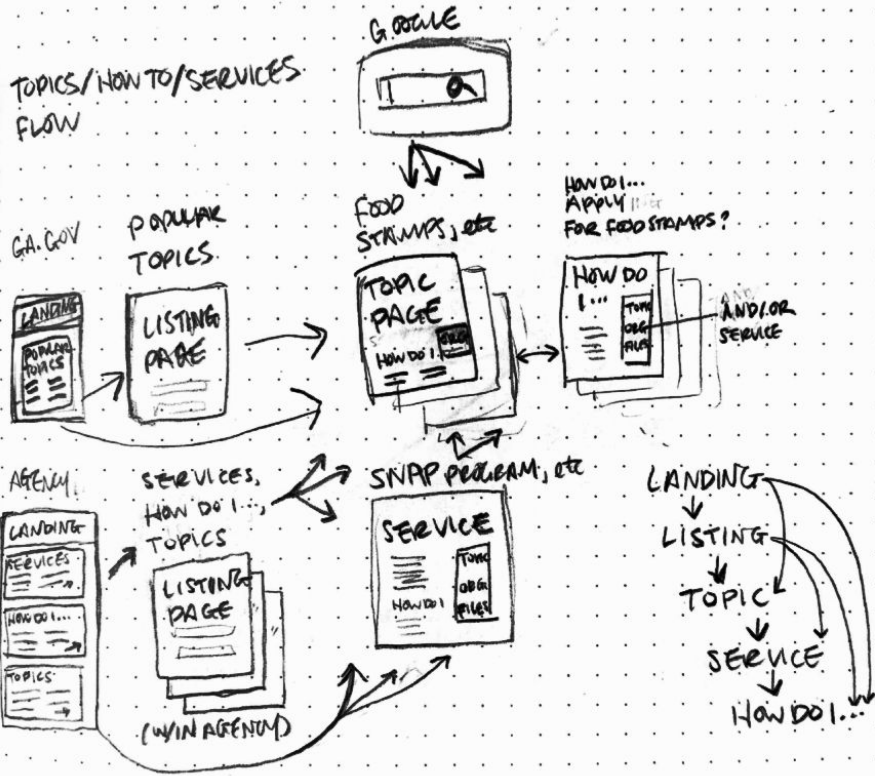 GOOGLE
TOPICS/HOW TO/SERVICES
FLOW
GA.GOV
POPULAR
TOPICS
FOOD
STAMPS, etc
HOW DO I...
APPLY
FOR FOOD STAMPS?
LANDING
POPULAR
TOPICS
LISTING
PAGE
TOPIC
PAGE
HOW DO I...
ORG
HOW DO
I...
TOPIC
ORG
FILES
AND/OR
SERVICE
AGENCY
LANDING
SERVICES
HOW DO I...
TOPICS
SERVICES,
HOW DO I...,
TOPICS
LISTING
PAGE
(W/IN AGENCY)
SNAP PROGRAM, etc
SERVICE
HOW DO I
TOPIC
ORG
FILES
LANDING
LISTING
TOPIC
SERVICE
HOW DO I...